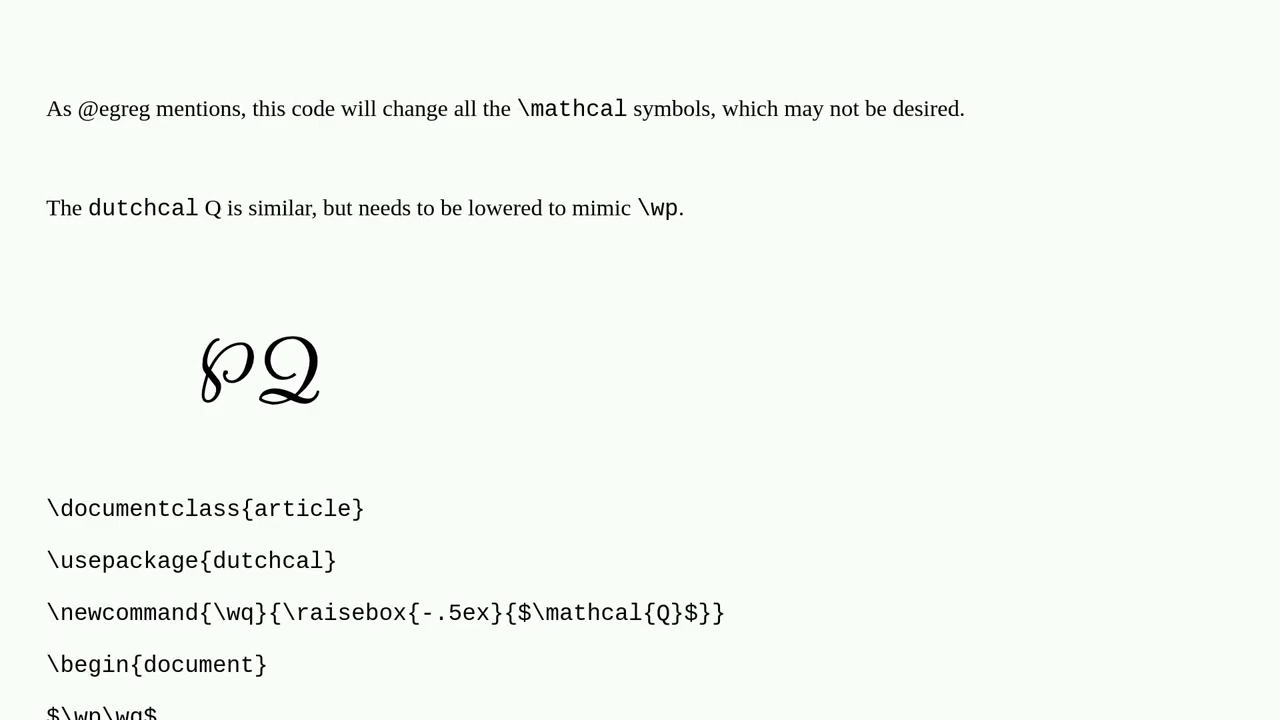 As @egreg mentions, this code will change all the \mathcal symbols, which may not be desired.
The dutchcal Q is similar, but needs to be lowered to mimic \wp.
℘𝒬
\documentclass{article}
\usepackage{dutchcal}
\newcommand{\wq}{\raisebox{-.5ex}{$\mathcal{Q}$}}
\begin{document}
$\wp\wq$